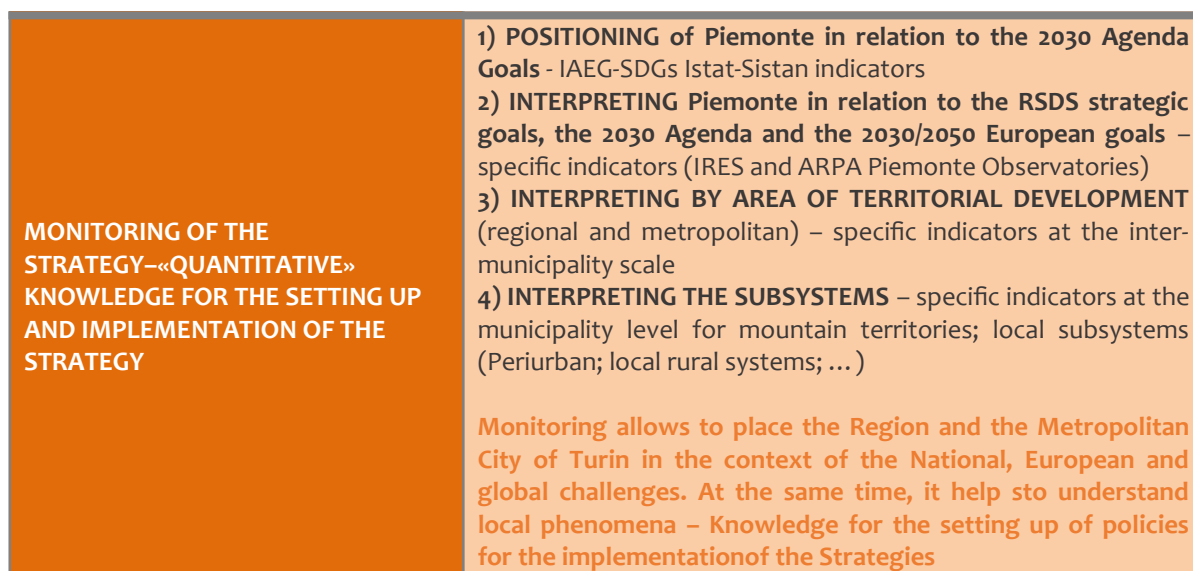 MONITORING OF THE
STRATEGY–«QUANTITATIVE»
KNOWLEDGE FOR THE SETTING UP
AND IMPLEMENTATION OF THE
STRATEGY
1) POSITIONING of Piemonte in relation to the 2030 Agenda
Goals - IAEG-SDGs Istat-Sistan indicators
2) INTERPRETING Piemonte in relation to the RSDS strategic
goals, the 2030 Agenda and the 2030/2050 European goals –
specific indicators (IRES and ARPA Piemonte Observatories)
3) INTERPRETING BY AREA OF TERRITORIAL DEVELOPMENT
(regional and metropolitan) – specific indicators at the inter-
municipality scale
4) INTERPRETING THE SUBSYSTEMS – specific indicators at the
municipality level for mountain territories; local subsystems
(Periurban; local rural systems; …)
Monitoring allows to place the Region and the Metropolitan
City of Turin in the context of the National, European and
global challenges. At the same time, it help sto understand
local phenomena – Knowledge for the setting up of policies
for the implementationof the Strategies